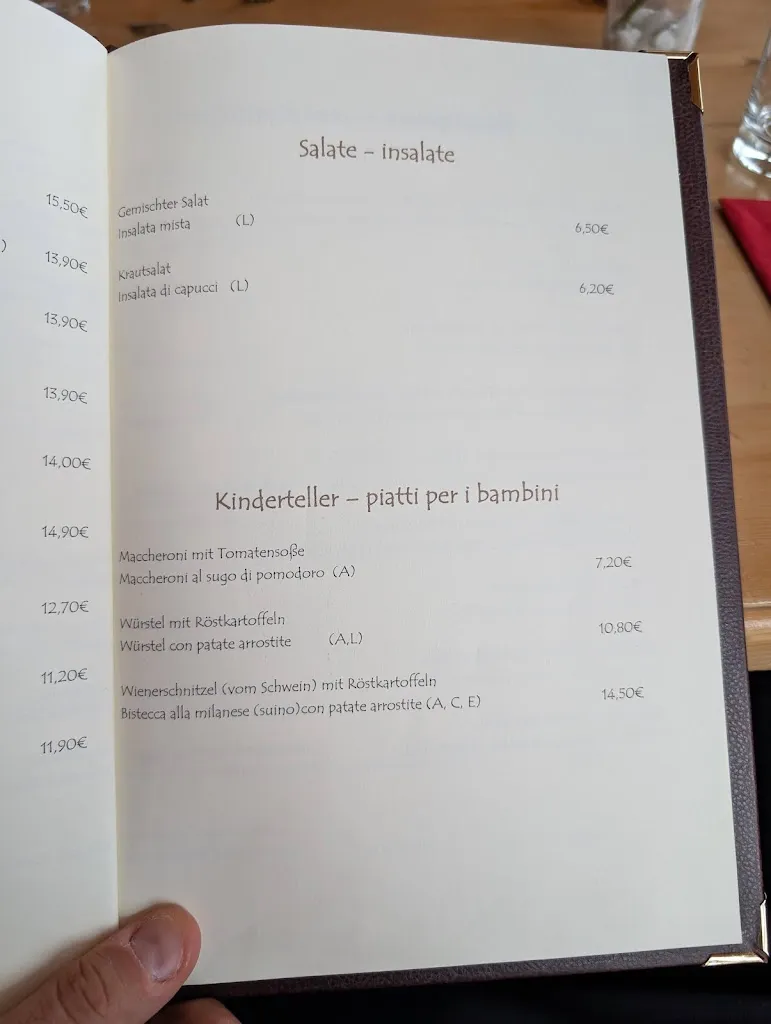 15,50€
)
13,90€
13,90€
13,90€
14,00€
14,90€
12,70€
11,20€
11,90€
Salate – insalate
Gemischter Salat
Insalata mista (L) 6,50€
Krautsalat
Insalata di capucci (L) 6,20€
Kinderteller – piatti per i bambini
Maccheroni mit Tomatensoße
Maccheroni al sugo di pomodoro (A) 7,20€
Würstel mit Röstkartoffeln
Würstel con patate arrostite (A,L) 10,80€
Wienerschnitzel (vom Schwein) mit Röstkartoffeln
Bistecca alla milanese (suino)con patate arrostite (A, C, E) 14,50€